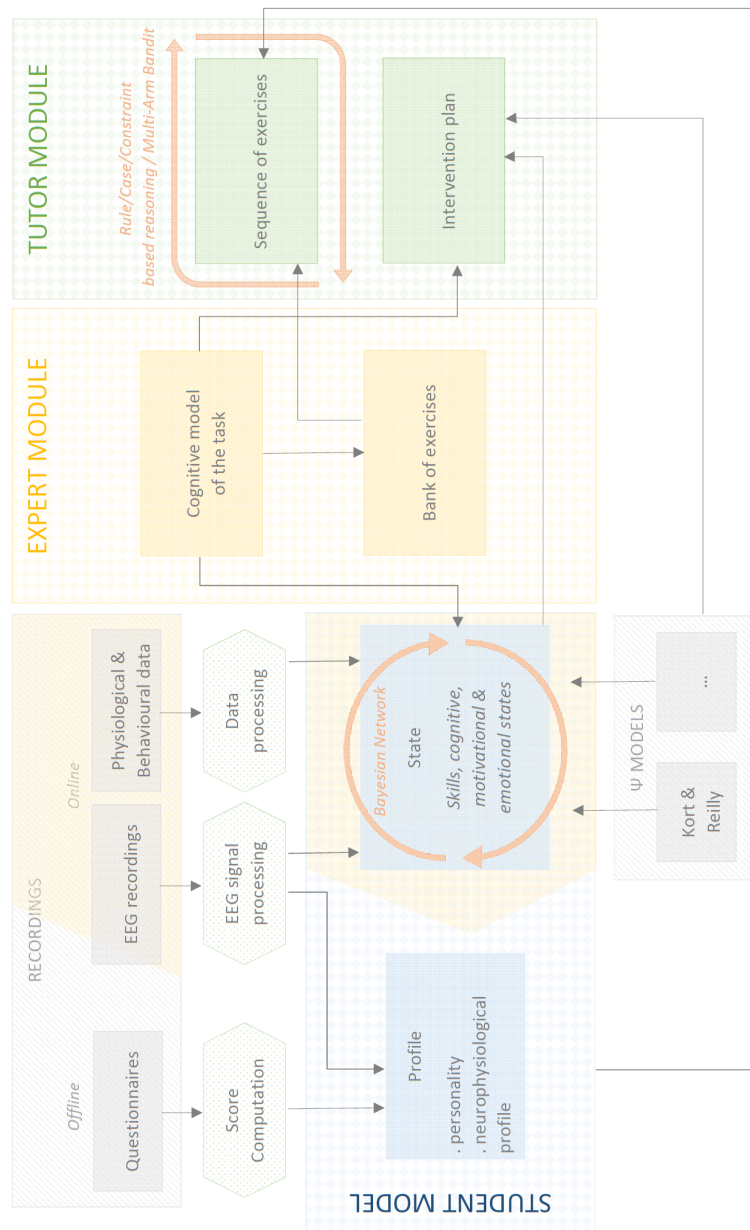 RECORDINGS
Offline
Online
Questionnaires
EEG recordings
Physiological &
Behavioural data
Score
Computation
EEG signal
processing
Data
processing
STUDENT MODEL
Profile
. personality
. neurophysiological
profile
Bayesian Network
State
Skills, cognitive,
motivational &
emotional states
Ψ MODELS
Kort &
Reilly
...
EXPERT MODULE
Cognitive model
of the task
Bank of exercises
TUTOR MODULE
Rule/Case/Constraint
based reasoning / Multi-Arm Bandit
Sequence of exercises
Intervention plan